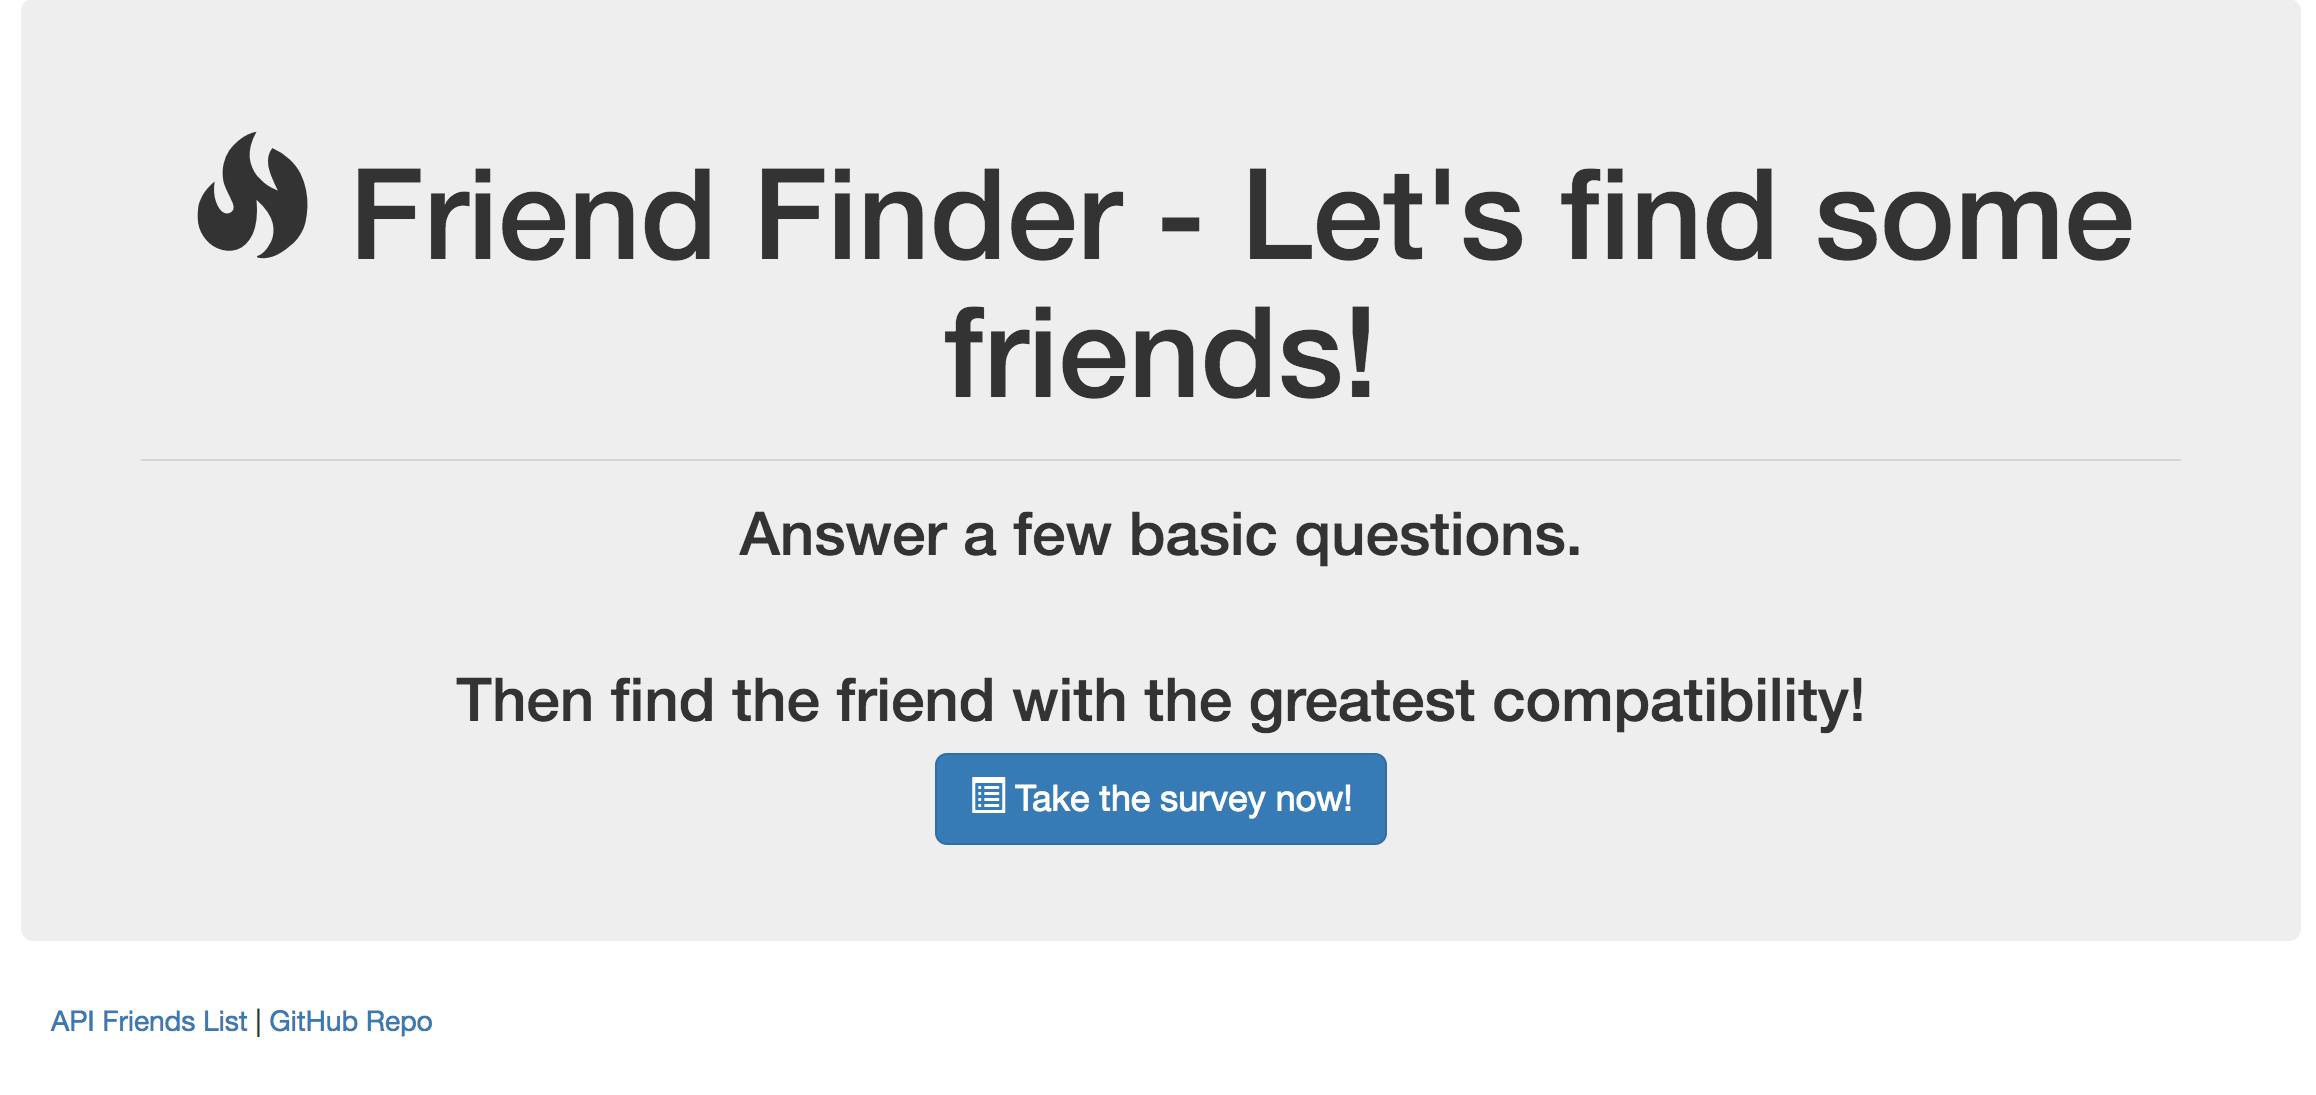 Friend Finder - Let's find some
friends!
Answer a few basic questions.
Then find the friend with the greatest compatibility!
Take the survey now!
API Friends List | GitHub Repo